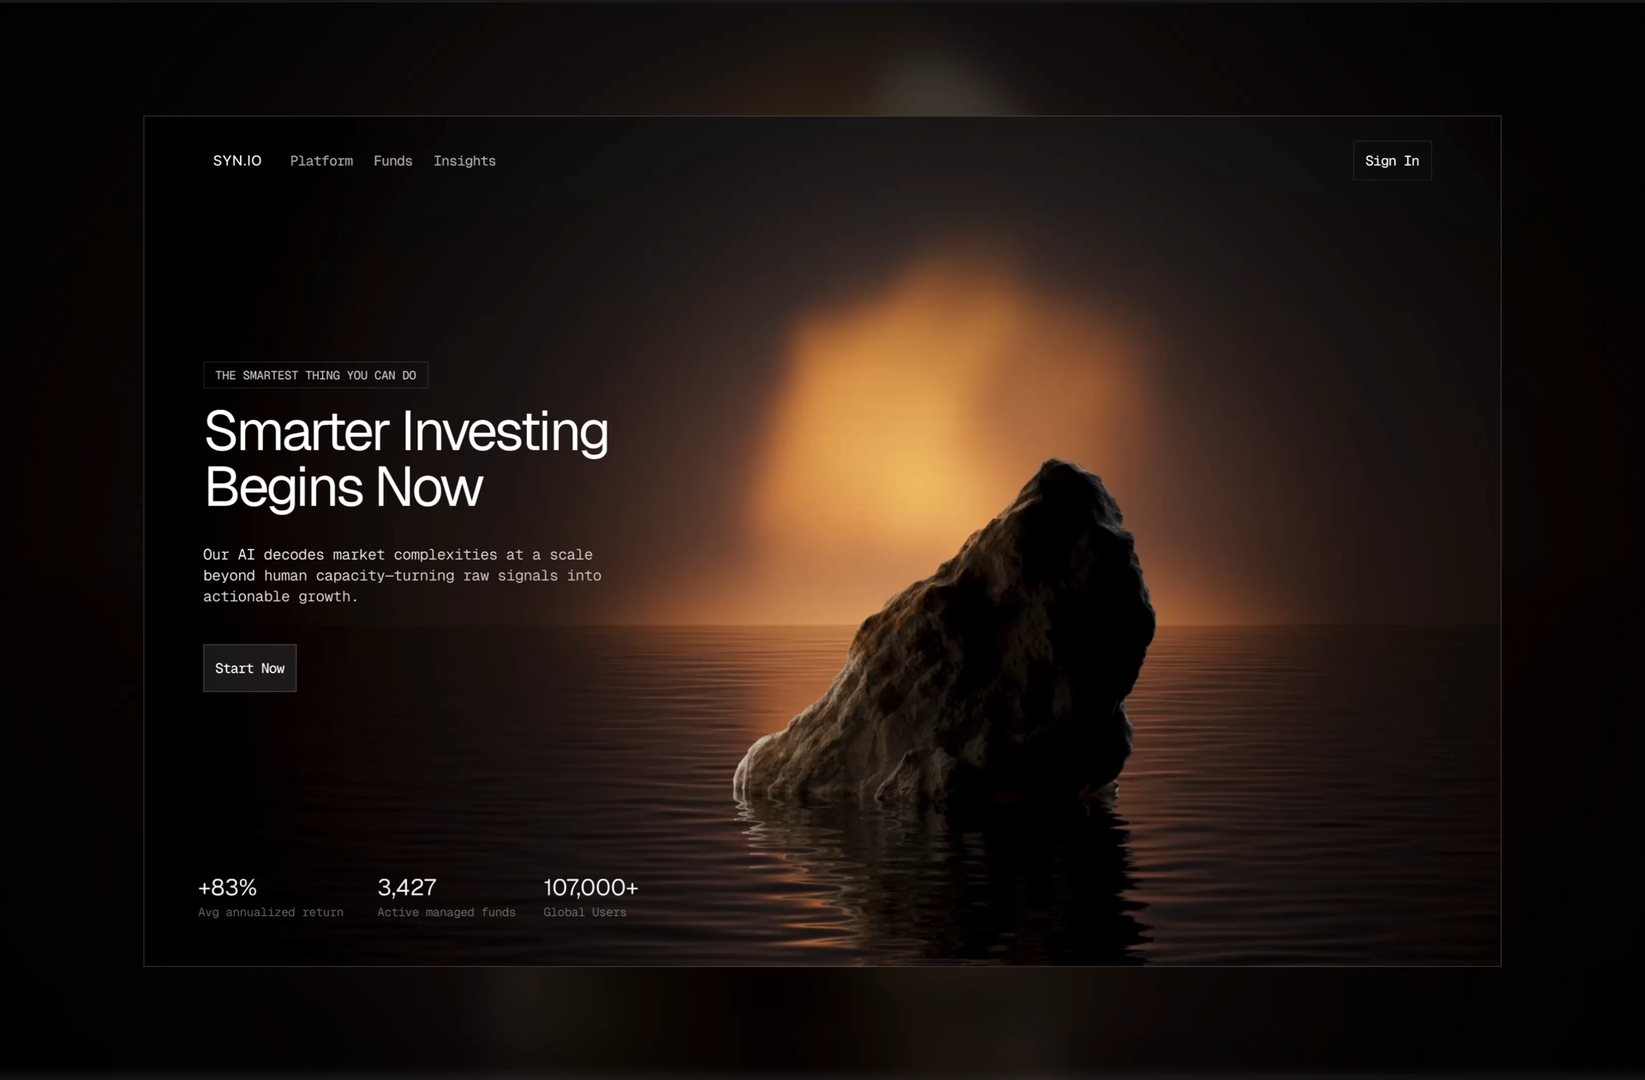 SYN.IO Platform Funds Insights Sign In
THE SMARTEST THING YOU CAN DO
Smarter Investing
Begins Now
Our AI decodes market complexities at a scale
beyond human capacity—turning raw signals into
actionable growth.
Start Now
+83% 3,427 107,000+
Avg annualized return Active managed funds Global Users